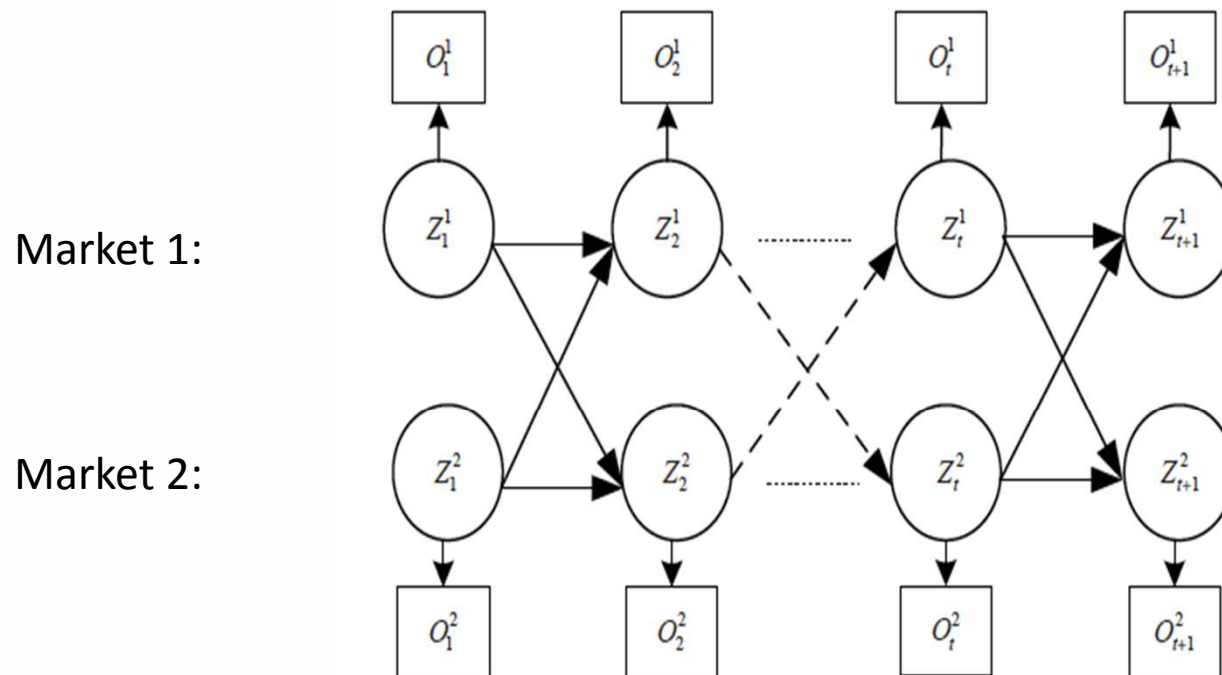 O_1^1 O_2^1 O_t^1 O_{t+1}^1
Market 1: Z_1^1 Z_2^1 Z_t^1 Z_{t+1}^1
Market 2: Z_1^2 Z_2^2 Z_t^2 Z_{t+1}^2
O_1^2 O_2^2 O_t^2 O_{t+1}^2